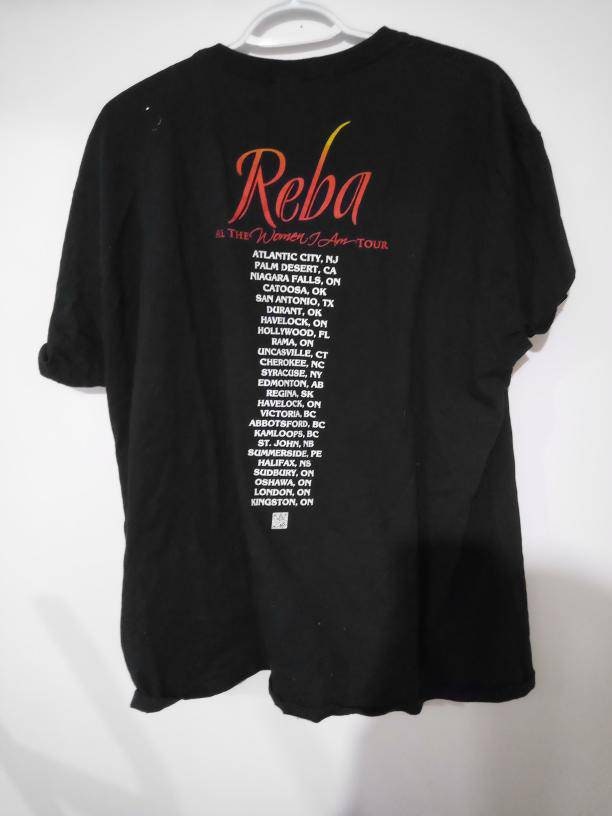 Reba
ALL THE Women I Am TOUR
ATLANTIC CITY, NJ
PALM DESERT, CA
NIAGARA FALLS, ON
CATOOSA, OK
SAN ANTONIO, TX
DURANT, OK
HAVELOCK, ON
HOLLYWOOD, FL
RAMA, ON
UNCASVILLE, CT
CHEROKEE, NC
SYRACUSE, NY
EDMONTON, AB
REGINA, SK
HAVELOCK, ON
VICTORIA, BC
ABBOTSFORD, BC
KAMLOOPS, BC
ST. JOHN, NB
SUMMERSIDE, PE
HALIFAX, NS
SUDBURY, ON
OSHAWA, ON
LONDON, ON
KINGSTON, ON